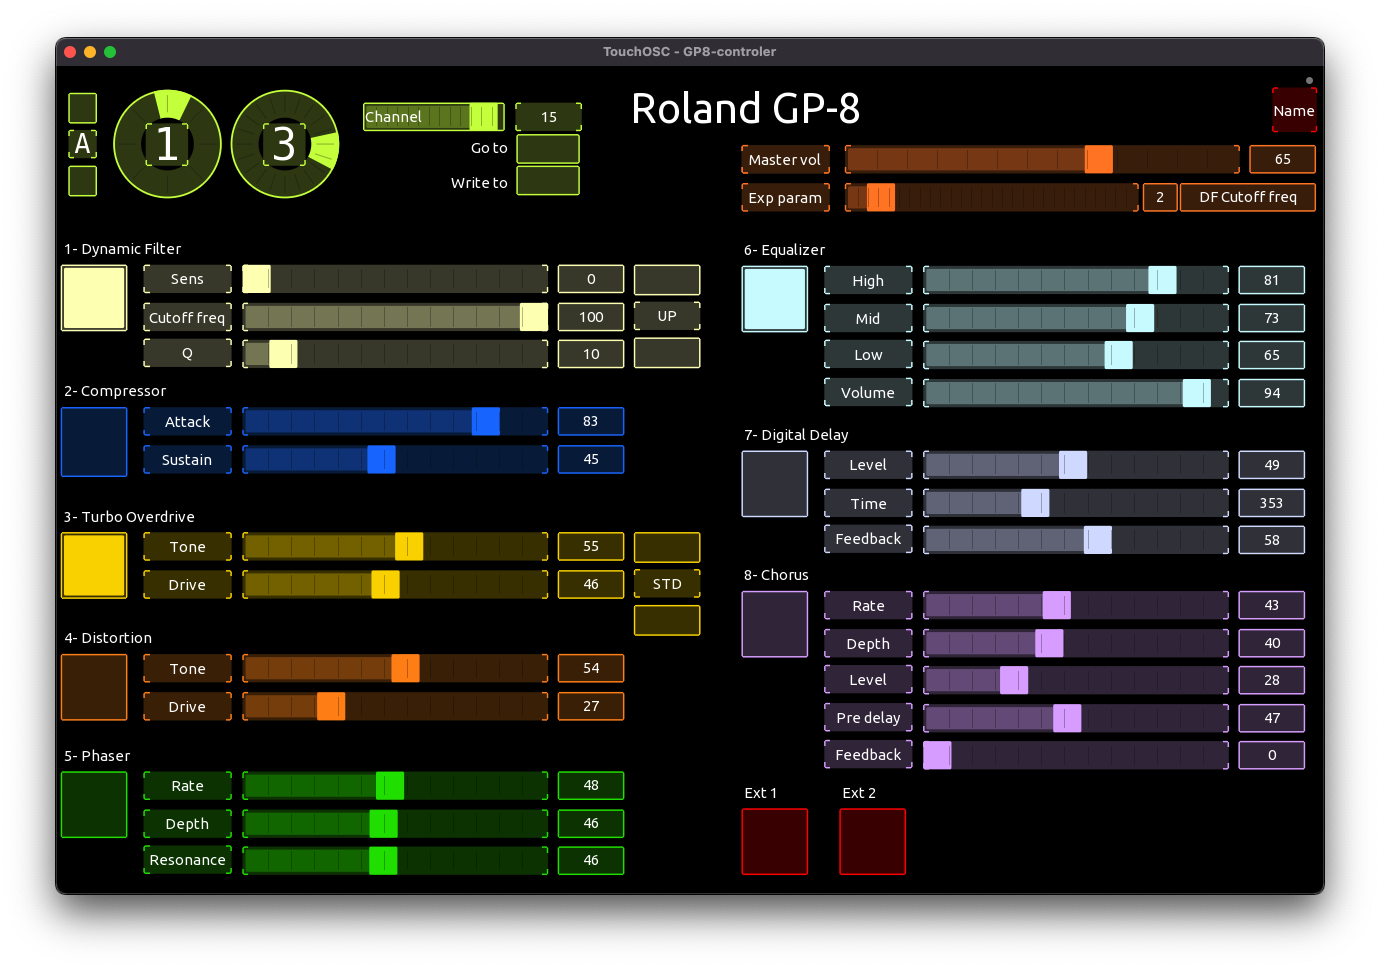 TouchOSC - GP8-controler
A
1
3
Channel
15
Go to
Write to
Roland GP-8
Name
Master vol
65
Exp param
2
DF Cutoff freq
1- Dynamic Filter
Sens
0
Cutoff freq
100
UP
Q
10
2- Compressor
Attack
83
Sustain
45
3- Turbo Overdrive
Tone
55
Drive
46
STD
4- Distortion
Tone
54
Drive
27
5- Phaser
Rate
48
Depth
46
Resonance
46
6- Equalizer
High
81
Mid
73
Low
65
Volume
94
7- Digital Delay
Level
49
Time
353
Feedback
58
8- Chorus
Rate
43
Depth
40
Level
28
Pre delay
47
Feedback
0
Ext 1
Ext 2